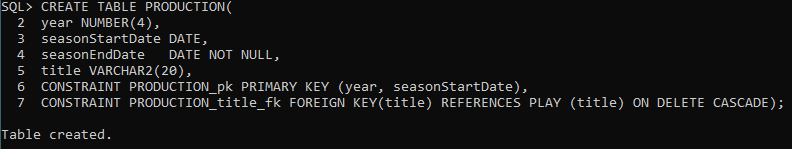 SQL> CREATE TABLE PRODUCTION(
  2  year NUMBER(4),
  3  seasonStartDate DATE,
  4  seasonEndDate   DATE NOT NULL,
  5  title VARCHAR2(20),
  6  CONSTRAINT PRODUCTION_pk PRIMARY KEY (year, seasonStartDate),
  7  CONSTRAINT PRODUCTION_title_fk FOREIGN KEY(title) REFERENCES PLAY (title) ON DELETE CASCADE);
Table created.